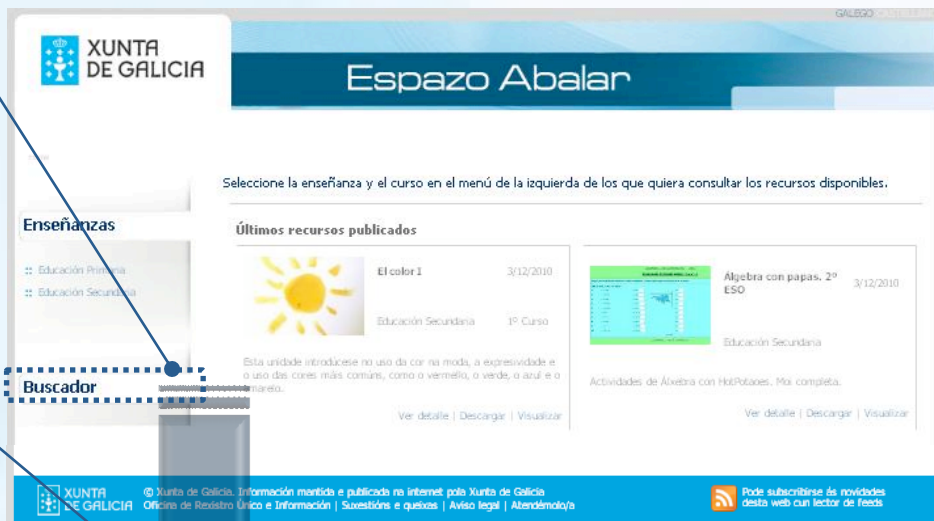 GALEGO
XUNTA
DE GALICIA
Espazo Abalar
Seleccione la enseñanza y el curso en el menú de la izquierda de los que quiera consultar los recursos disponibles.
Enseñanzas
Educación Primaria
Educación Secundaria
Buscador
Últimos recursos publicados
El color I
3/12/2010
Educación Secundaria
1º Curso
Esta unidade introdúcese no uso da cor na moda, a expresividade e
o uso das cores máis comúns, como o vermello, o verde, o azul e o
amarelo.
Ver detalle | Descargar | Visualizar
Álgebra con papas. 2º
ESO
3/12/2010
Educación Secundaria
Actividades de Álxebra con HotPotatoes. Moi completa.
Ver detalle | Descargar | Visualizar
XUNTA
DE GALICIA
© Xunta de Galicia. Información mantida e publicada na internet pola Xunta de Galicia
Oficina de Rexistro Único e Información | Suxestións e queixas | Aviso legal | Atendémolo/a
Pode subscribirse ás novidades
desta web cun lector de feeds